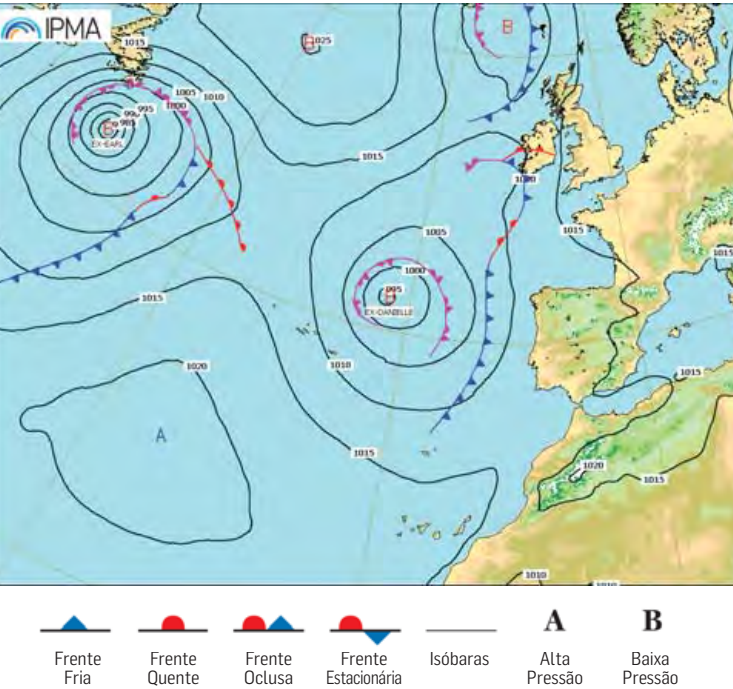 IPMA
1015
B
1025
B
1005
1010
995
990
1000
985
B
EX-EARL
1015
1020
1005
1015
1015
1000
995
B
EX-DANIELLE
1015
1020
1010
1015
A
1015
1020
1015
1010
1010
A
B
Frente Fria
Frente Quente
Frente Oclusa
Frente Estacionária
Isóbaras
Alta Pressão
Baixa Pressão